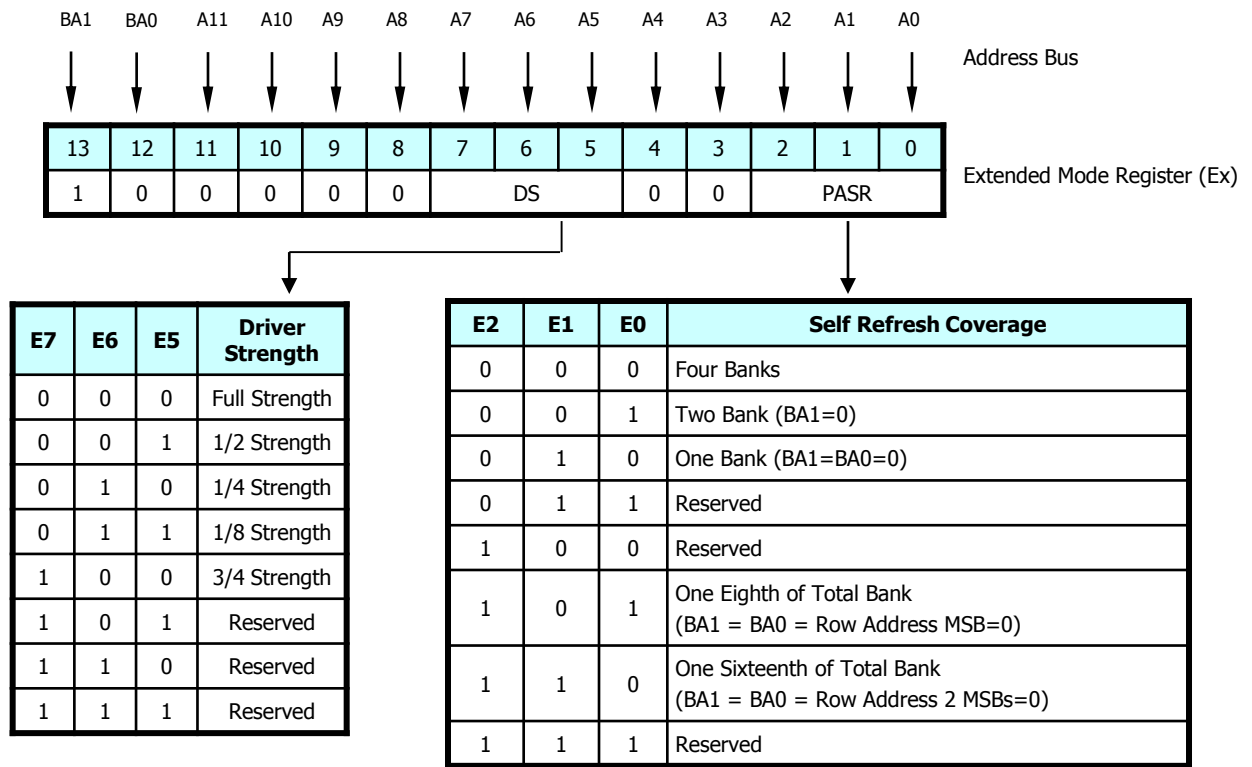 BA1 BA0 A11 A10 A9 A8 A7 A6 A5 A4 A3 A2 A1 A0
Address Bus
13 12 11 10 9 8 7 6 5 4 3 2 1 0
1 0 0 0 0 0 DS 0 0 PASR
Extended Mode Register (Ex)
E7 E6 E5 Driver Strength
0 0 0 Full Strength
0 0 1 1/2 Strength
0 1 0 1/4 Strength
0 1 1 1/8 Strength
1 0 0 3/4 Strength
1 0 1 Reserved
1 1 0 Reserved
1 1 1 Reserved
E2 E1 E0 Self Refresh Coverage
0 0 0 Four Banks
0 0 1 Two Bank (BA1=0)
0 1 0 One Bank (BA1=BA0=0)
0 1 1 Reserved
1 0 0 Reserved
1 0 1 One Eighth of Total Bank
(BA1 = BA0 = Row Address MSB=0)
1 1 0 One Sixteenth of Total Bank
(BA1 = BA0 = Row Address 2 MSBs=0)
1 1 1 Reserved